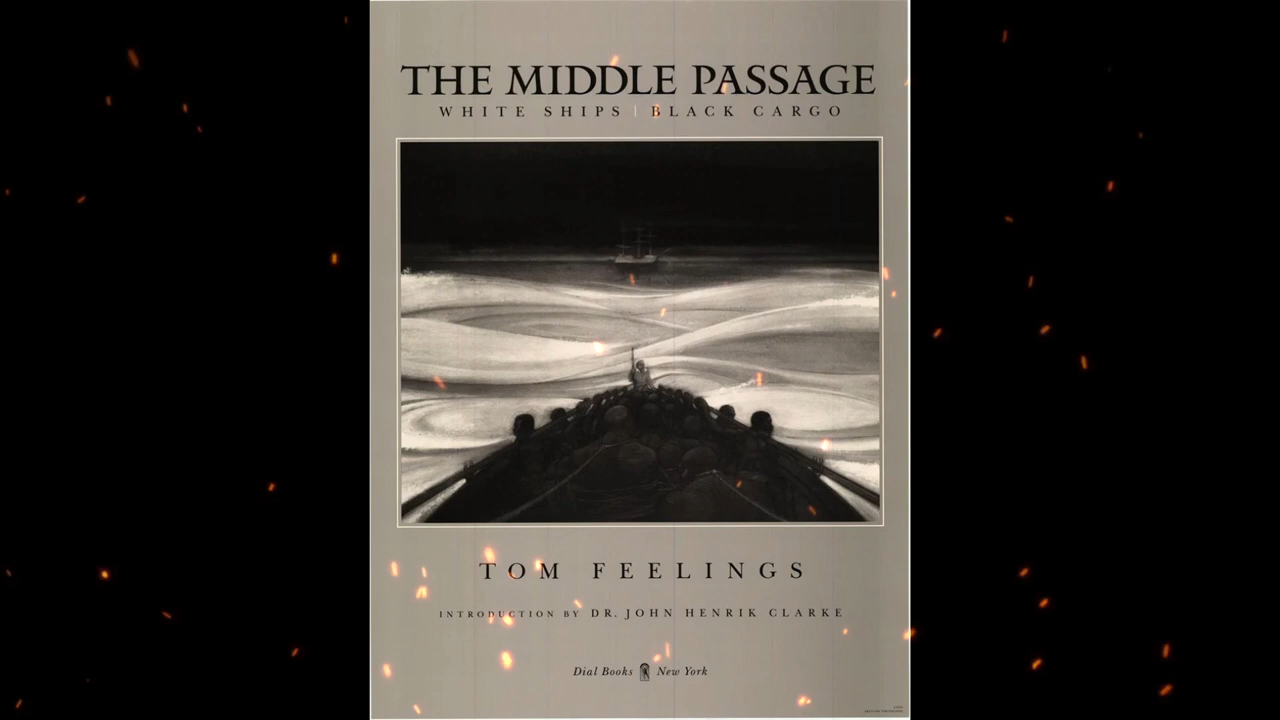 THE MIDDLE PASSAGE
WHITE SHIPS | BLACK CARGO
TOM FEELINGS
INTRODUCTION BY DR. JOHN HENRIK CLARKE
Dial Books New York